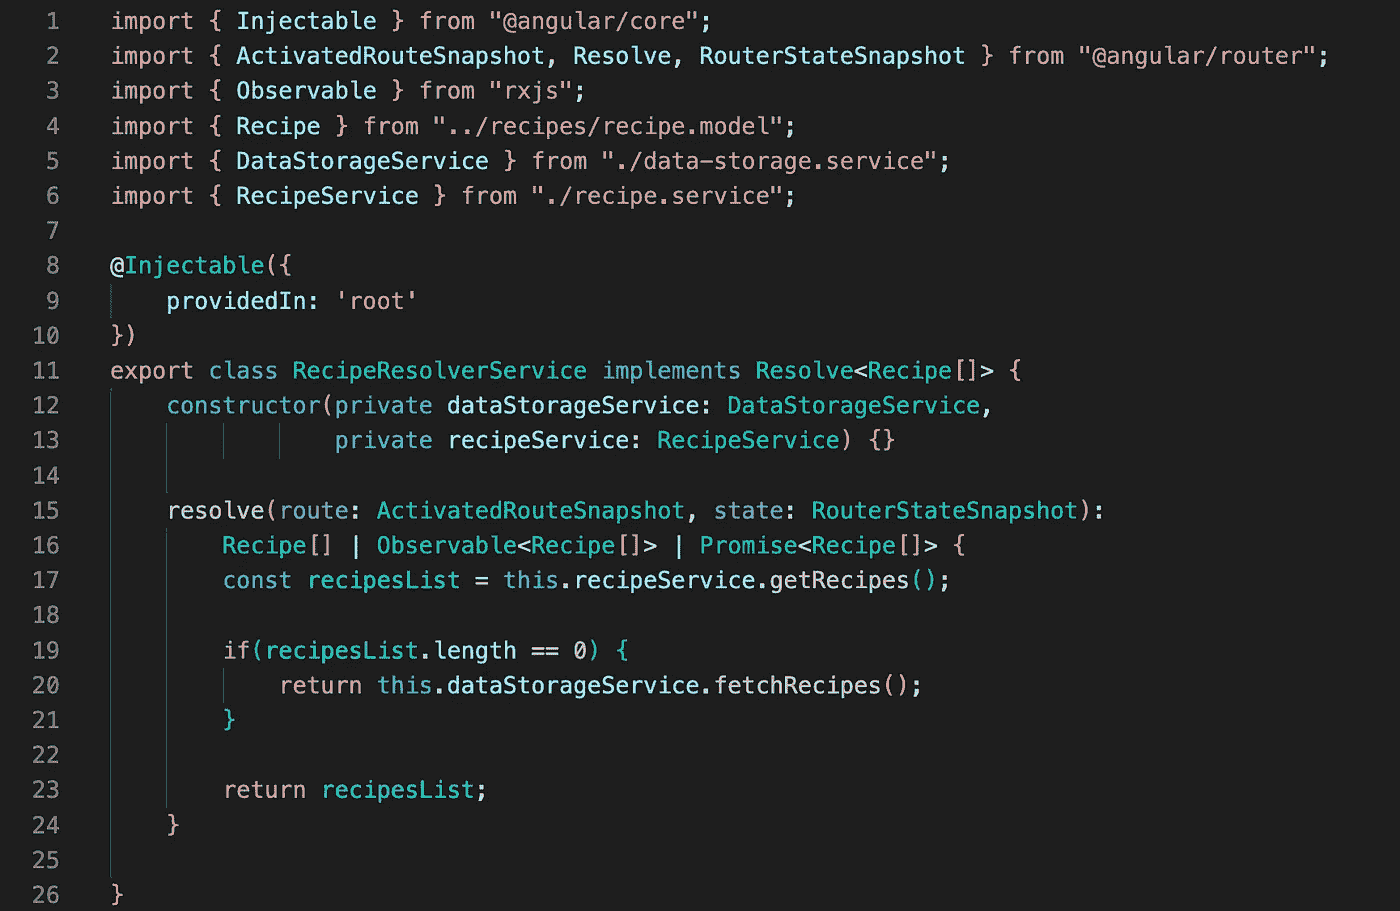 1 import { Injectable } from "@angular/core";
2 import { ActivatedRouteSnapshot, Resolve, RouterStateSnapshot } from "@angular/router";
3 import { Observable } from "rxjs";
4 import { Recipe } from "../recipes/recipe.model";
5 import { DataStorageService } from "./data-storage.service";
6 import { RecipeService } from "./recipe.service";
7
8 @Injectable({
9     providedIn: 'root'
10 })
11 export class RecipeResolverService implements Resolve<Recipe[]> {
12     constructor(private dataStorageService: DataStorageService,
13                 private recipeService: RecipeService) {}
14
15     resolve(route: ActivatedRouteSnapshot, state: RouterStateSnapshot):
16         Recipe[] | Observable<Recipe[]> | Promise<Recipe[]> {
17         const recipesList = this.recipeService.getRecipes();
18
19         if(recipesList.length == 0) {
20             return this.dataStorageService.fetchRecipes();
21         }
22
23         return recipesList;
24     }
25
26 }